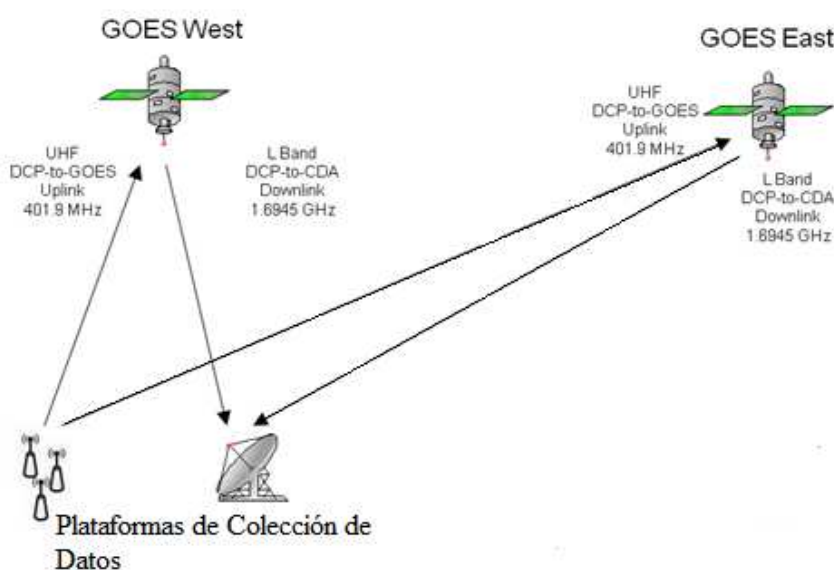 GOES West
GOES East
UHF
DCP-to-GOES
Uplink
401.9 MHz
L Band
DCP-to-CDA
Downlink
1.6945 GHz
UHF
DCP-to-GOES
Uplink
401.9 MHz
L Band
DCP-to-CDA
Downlink
1.6945 GHz
Plataformas de Colección de
Datos